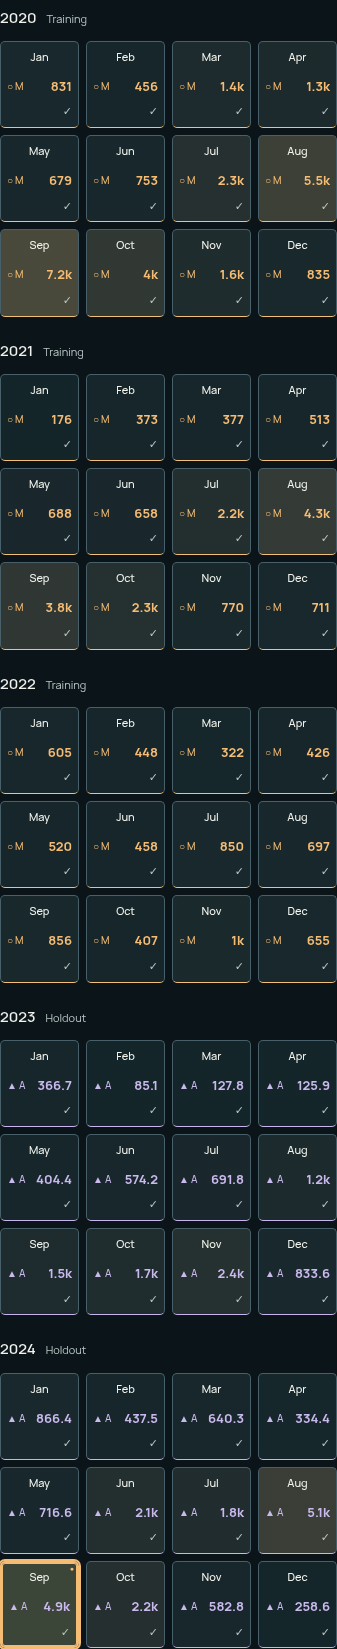 2020 Training
Jan Feb Mar Apr
○ M 831 ○ M 456 ○ M 1.4k ○ M 1.3k
✓ ✓ ✓ ✓
May Jun Jul Aug
○ M 679 ○ M 753 ○ M 2.3k ○ M 5.5k
✓ ✓ ✓ ✓
Sep Oct Nov Dec
○ M 7.2k ○ M 4k ○ M 1.6k ○ M 835
✓ ✓ ✓ ✓
2021 Training
Jan Feb Mar Apr
○ M 176 ○ M 373 ○ M 377 ○ M 513
✓ ✓ ✓ ✓
May Jun Jul Aug
○ M 688 ○ M 658 ○ M 2.2k ○ M 4.3k
✓ ✓ ✓ ✓
Sep Oct Nov Dec
○ M 3.8k ○ M 2.3k ○ M 770 ○ M 711
✓ ✓ ✓ ✓
2022 Training
Jan Feb Mar Apr
○ M 605 ○ M 448 ○ M 322 ○ M 426
✓ ✓ ✓ ✓
May Jun Jul Aug
○ M 520 ○ M 458 ○ M 850 ○ M 697
✓ ✓ ✓ ✓
Sep Oct Nov Dec
○ M 856 ○ M 407 ○ M 1k ○ M 655
✓ ✓ ✓ ✓
2023 Holdout
Jan Feb Mar Apr
▲ A 366.7 ▲ A 85.1 ▲ A 127.8 ▲ A 125.9
✓ ✓ ✓ ✓
May Jun Jul Aug
▲ A 404.4 ▲ A 574.2 ▲ A 691.8 ▲ A 1.2k
✓ ✓ ✓ ✓
Sep Oct Nov Dec
▲ A 1.5k ▲ A 1.7k ▲ A 2.4k ▲ A 833.6
✓ ✓ ✓ ✓
2024 Holdout
Jan Feb Mar Apr
▲ A 866.4 ▲ A 437.5 ▲ A 640.3 ▲ A 334.4
✓ ✓ ✓ ✓
May Jun Jul Aug
▲ A 716.6 ▲ A 2.1k ▲ A 1.8k ▲ A 5.1k
✓ ✓ ✓ ✓
Sep Oct Nov Dec
▲ A 4.9k ▲ A 2.2k ▲ A 582.8 ▲ A 258.6
✓ ✓ ✓ ✓